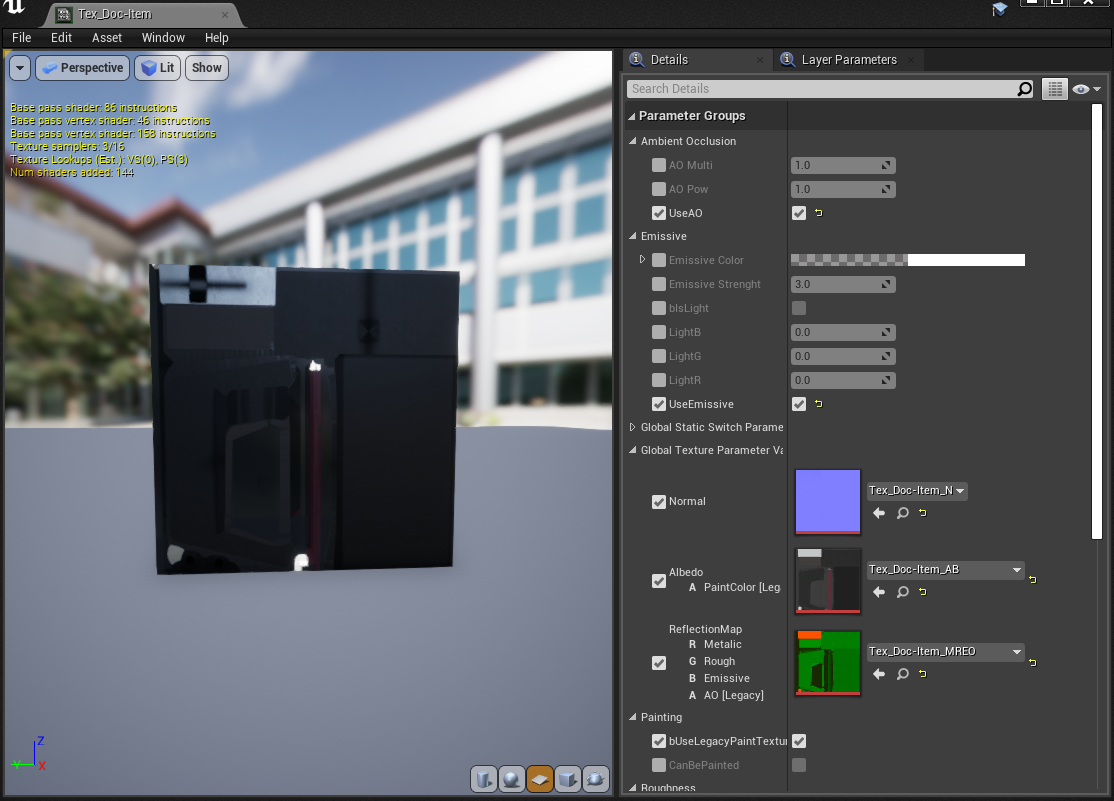 Tex_Doc-Item
File Edit Asset Window Help
Perspective Lit Show
Base pass shader: 86 instructions
Base pass vertex shader: 46 instructions
Base pass vertex shader: 158 instructions
Texture samplers: 3/16
Texture Lookups (Est.): VS(0), PS(3)
Num shaders added: 144
Z
Y
X
Details Layer Parameters
Search Details
Parameter Groups
Ambient Occlusion
AO Multi 1.0
AO Pow 1.0
UseAO
Emissive
Emissive Color
Emissive Strenght 3.0
bIsLight
LightB 0.0
LightG 0.0
LightR 0.0
UseEmissive
Global Static Switch Parame
Global Texture Parameter Va
Normal Tex_Doc-Item_N
Albedo Tex_Doc-Item_AB
A PaintColor [Leg
ReflectionMap
R Metalic
G Rough Tex_Doc-Item_MREO
B Emissive
A AO [Legacy]
Painting
bUseLegacyPaintTextur
CanBePainted
Roughness